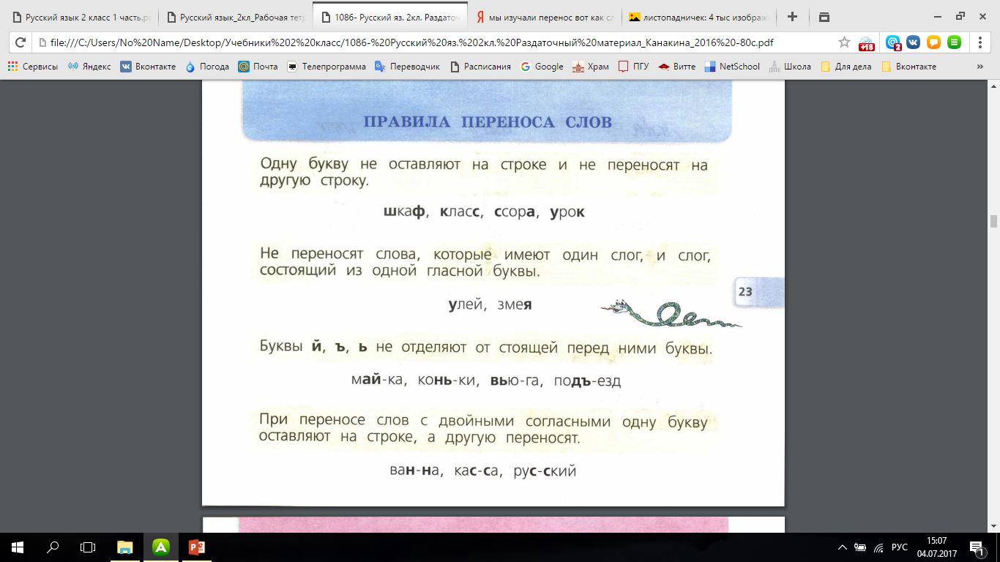 Русский язык 2 класс 1 часть.pd
Русский язык_2кл_Рабочая тетр
1086- Русский яз. 2кл. Раздаточ
мы изучали перенос вот как сл
листопадничек: 4 тыс изображ
file:///C:/Users/No%20Name/Desktop/Учебники%202%20класс/1086-%20Русский%20яз.%202кл.%20Раздаточный%20материал_Канакина_2016%20-80с.pdf
+18
2
Сервисы
Яндекс
Вконтакте
Погода
Почта
Телепрограмма
Переводчик
Расписания
Google
Храм
ПГУ
Витте
NetSchool
Школа
Для дела
Вконтакте
»
ПРАВИЛА ПЕРЕНОСА СЛОВ
Одну букву не оставляют на строке и не переносят на
другую строку.
шкаф, класс, ссора, урок
Не переносят слова, которые имеют один слог, и слог,
состоящий из одной гласной буквы.
23
улей, змея
Буквы й, ъ, ь не отделяют от стоящей перед ними буквы.
май-ка, конь-ки, вью-га, подъ-езд
При переносе слов с двойными согласными одну букву
оставляют на строке, а другую переносят.
ван-на, кас-са, рус-ский
РУС
15:07
04.07.2017
1